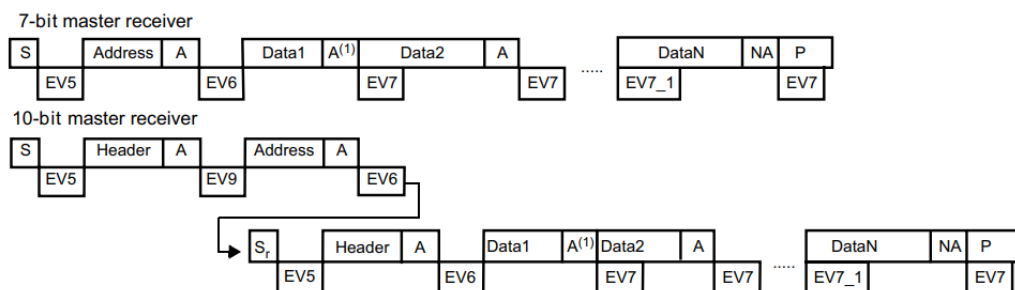 7-bit master receiver
S Address A Data1 A(1) Data2 A ..... DataN NA P
EV5 EV6 EV7 EV7 EV7_1 EV7
10-bit master receiver
S Header A Address A
EV5 EV9 EV6
Sr Header A Data1 A(1) Data2 A ..... DataN NA P
EV5 EV6 EV7 EV7 EV7_1 EV7